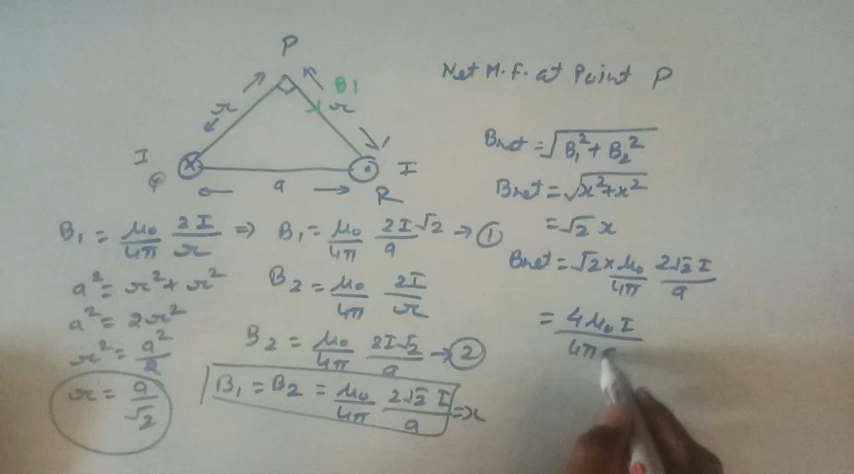 P
Net M.F. at Point P
B1
r
r
I
Q
a
R
I
Bnet = √B₁² + B₂²
Bnet = √x²+x²
= √2 x
B₁ = μ₀/4π 2I/r ⇒ B₁ = μ₀/4π 2I√2/a → ①
Bnet = √2 × μ₀/4π 2√2 I/a
a² = r² + r²
B₂ = μ₀/4π 2I/r
a² = 2r²
= 4μ₀I/4π
r² = a²/2
B₂ = μ₀/4π 2I√2/a → ②
r = a/√2
B₁ = B₂ = μ₀/4π 2√2 I/a = x